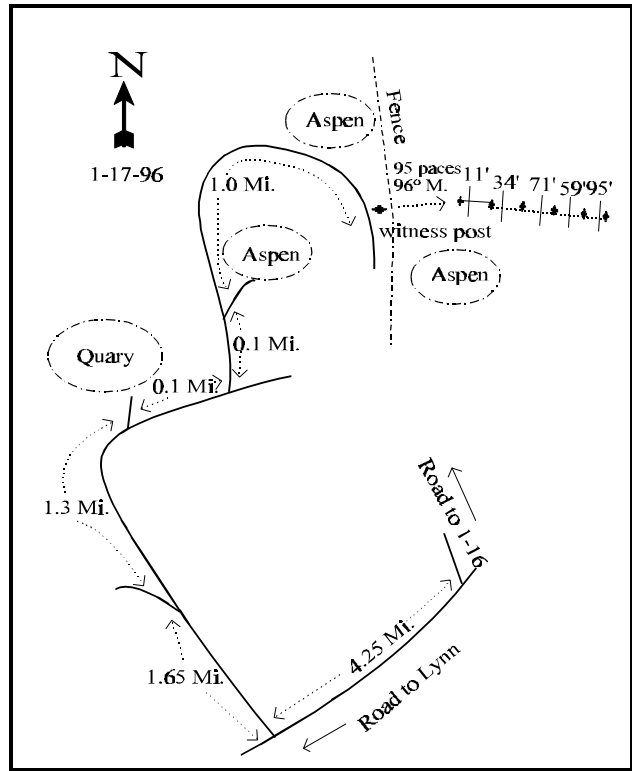 N
1-17-96
Aspen
Fence
1.0 Mi.
95 paces
96° M.
11' 34' 71' 59' 95'
witness post
Aspen
Aspen
Quary
0.1 Mi.
0.1 Mi.
1.3 Mi.
Road to 1-16
1.65 Mi.
4.25 Mi.
Road to Lynn